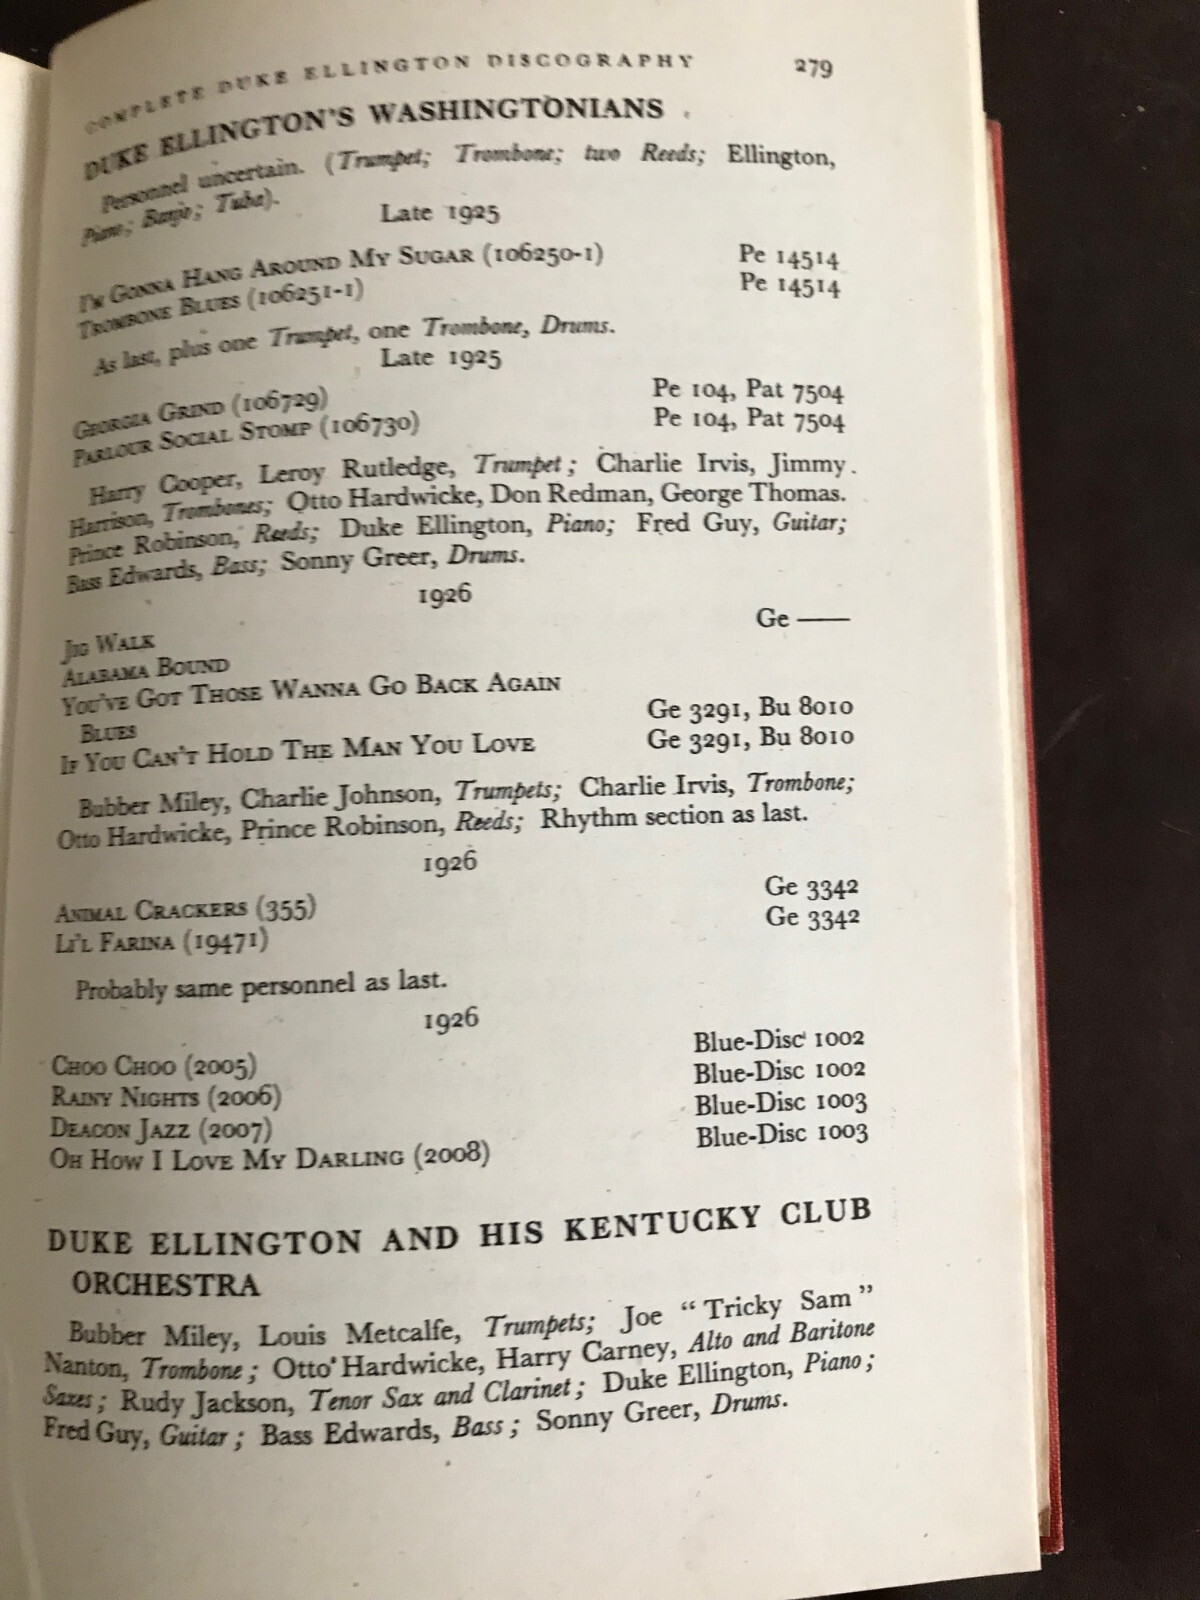 COMPLETE DUKE ELLINGTON DISCOGRAPHY 279
DUKE ELLINGTON'S WASHINGTONIANS
Personnel uncertain. (Trumpet; Trombone; two Reeds; Ellington,
Piano; Banjo; Tuba).
Late 1925
I'm Gonna Hang Around My Sugar (106250-1) Pe 14514
Trombone Blues (106251-1) Pe 14514
As last, plus one Trumpet, one Trombone, Drums.
Late 1925
Georgia Grind (106729) Pe 104, Pat 7504
Parlour Social Stomp (106730) Pe 104, Pat 7504
Harry Cooper, Leroy Rutledge, Trumpet; Charlie Irvis, Jimmy
Harrison, Trombones; Otto Hardwicke, Don Redman, George Thomas.
Prince Robinson, Reeds; Duke Ellington, Piano; Fred Guy, Guitar;
Bass Edwards, Bass; Sonny Greer, Drums.
1926
Jig Walk Ge ——
Alabama Bound
You've Got Those Wanna Go Back Again
Blues Ge 3291, Bu 8010
If You Can't Hold The Man You Love Ge 3291, Bu 8010
Bubber Miley, Charlie Johnson, Trumpets; Charlie Irvis, Trombone;
Otto Hardwicke, Prince Robinson, Reeds; Rhythm section as last.
1926
Animal Crackers (355) Ge 3342
Li'l Farina (19471) Ge 3342
Probably same personnel as last.
1926
Choo Choo (2005) Blue-Disc 1002
Rainy Nights (2006) Blue-Disc 1002
Deacon Jazz (2007) Blue-Disc 1003
Oh How I Love My Darling (2008) Blue-Disc 1003
DUKE ELLINGTON AND HIS KENTUCKY CLUB
ORCHESTRA
Bubber Miley, Louis Metcalfe, Trumpets; Joe "Tricky Sam"
Nanton, Trombone; Otto Hardwicke, Harry Carney, Alto and Baritone
Saxes; Rudy Jackson, Tenor Sax and Clarinet; Duke Ellington, Piano;
Fred Guy, Guitar; Bass Edwards, Bass; Sonny Greer, Drums.